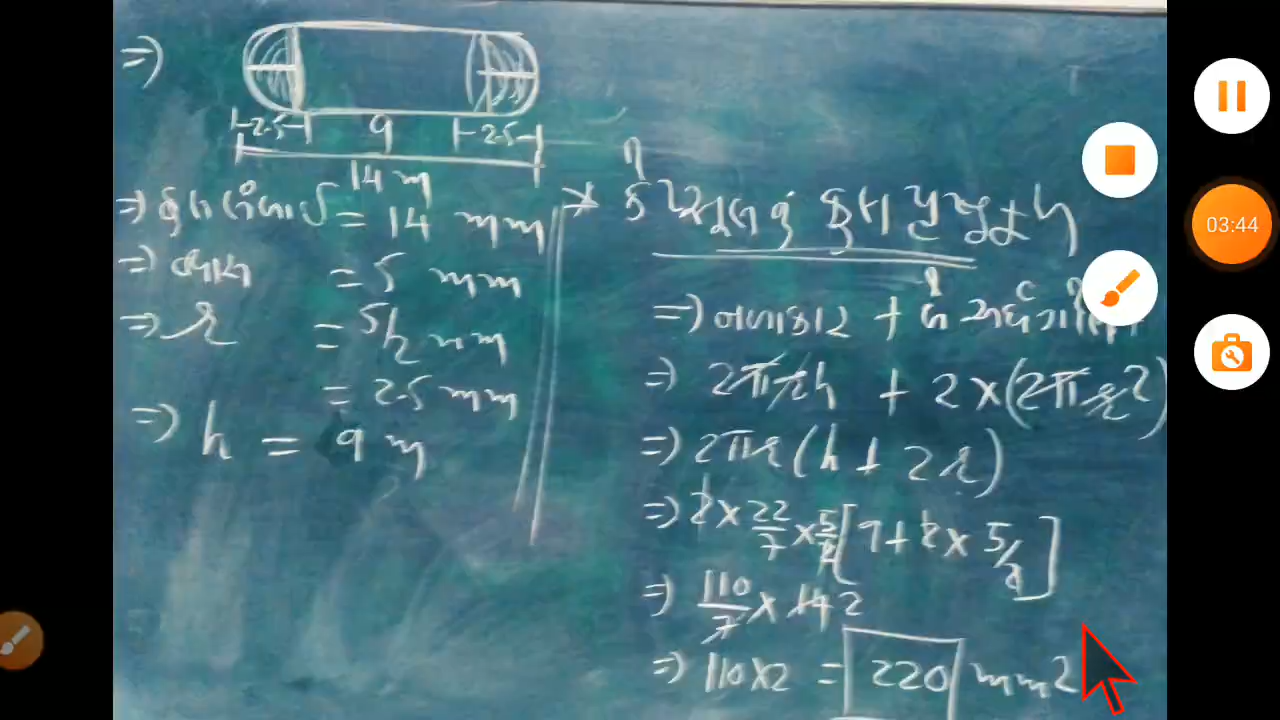 ⇒)
⊢2.5⊣ 9 ⊢2.5⊣
14 m
⇒) કુલ લંબાઈ = 14 mm
⇒) વ્યાસ = 5 mm
⇒) r = 5/2 mm
= 2.5 mm
⇒) h = 9 m
* કેપ્સૂલનું કુલ પૃષ્ઠફળ
⇒) નળાકાર + બે અર્ધગોળા
⇒) 2πrh + 2×(2πr²)
⇒) 2πr(h + 2r)
⇒) 2 × 22/7 × 5/2 [9 + 2 × 5/2]
⇒) 110/7 × 14 2
⇒) 110×2 = 220 mm2
03:44